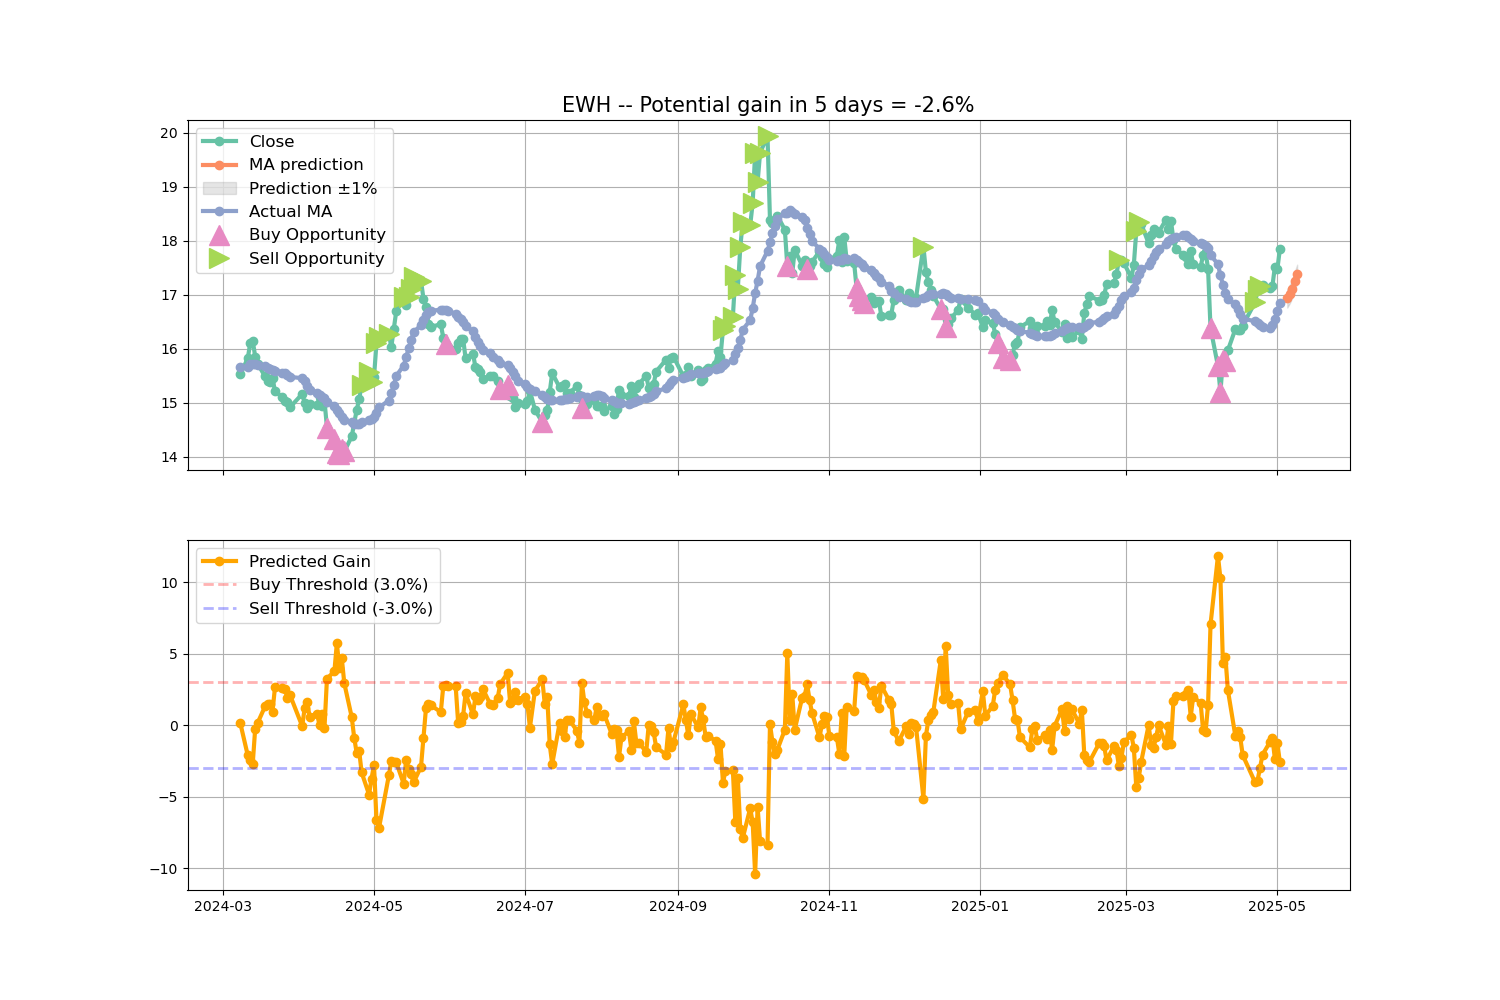 EWH -- Potential gain in 5 days = -2.6%
20
19
18
17
16
15
14
Close
MA prediction
Prediction ±1%
Actual MA
Buy Opportunity
Sell Opportunity
10
5
0
−5
−10
Predicted Gain
Buy Threshold (3.0%)
Sell Threshold (-3.0%)
2024-03
2024-05
2024-07
2024-09
2024-11
2025-01
2025-03
2025-05